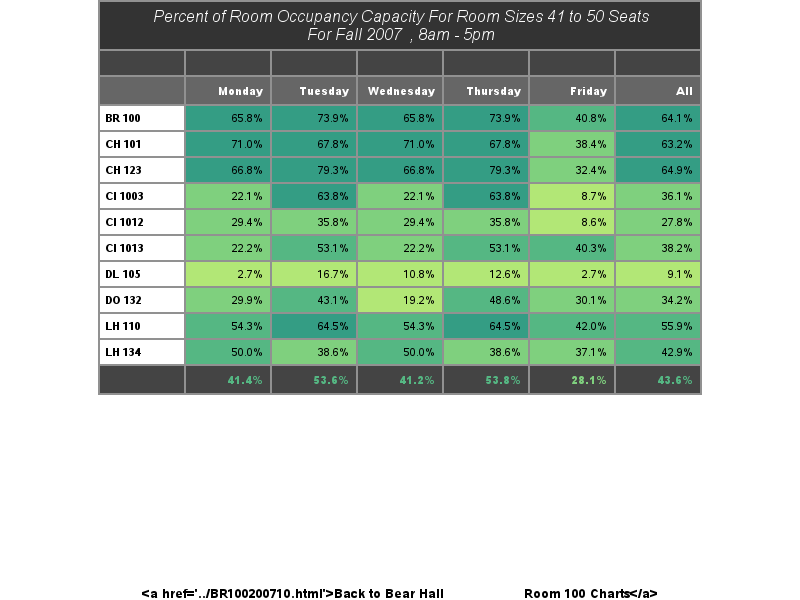 Percent of Room Occupancy Capacity For Room Sizes 41 to 50 Seats
For Fall 2007 , 8am - 5pm
Monday Tuesday Wednesday Thursday Friday All
BR 100 65.8% 73.9% 65.8% 73.9% 40.8% 64.1%
CH 101 71.0% 67.8% 71.0% 67.8% 38.4% 63.2%
CH 123 66.8% 79.3% 66.8% 79.3% 32.4% 64.9%
CI 1003 22.1% 63.8% 22.1% 63.8% 8.7% 36.1%
CI 1012 29.4% 35.8% 29.4% 35.8% 8.6% 27.8%
CI 1013 22.2% 53.1% 22.2% 53.1% 40.3% 38.2%
DL 105 2.7% 16.7% 10.8% 12.6% 2.7% 9.1%
DO 132 29.9% 43.1% 19.2% 48.6% 30.1% 34.2%
LH 110 54.3% 64.5% 54.3% 64.5% 42.0% 55.9%
LH 134 50.0% 38.6% 50.0% 38.6% 37.1% 42.9%
41.4% 53.6% 41.2% 53.8% 28.1% 43.6%
<a href='../BR100200710.html'>Back to Bear Hall Room 100 Charts</a>